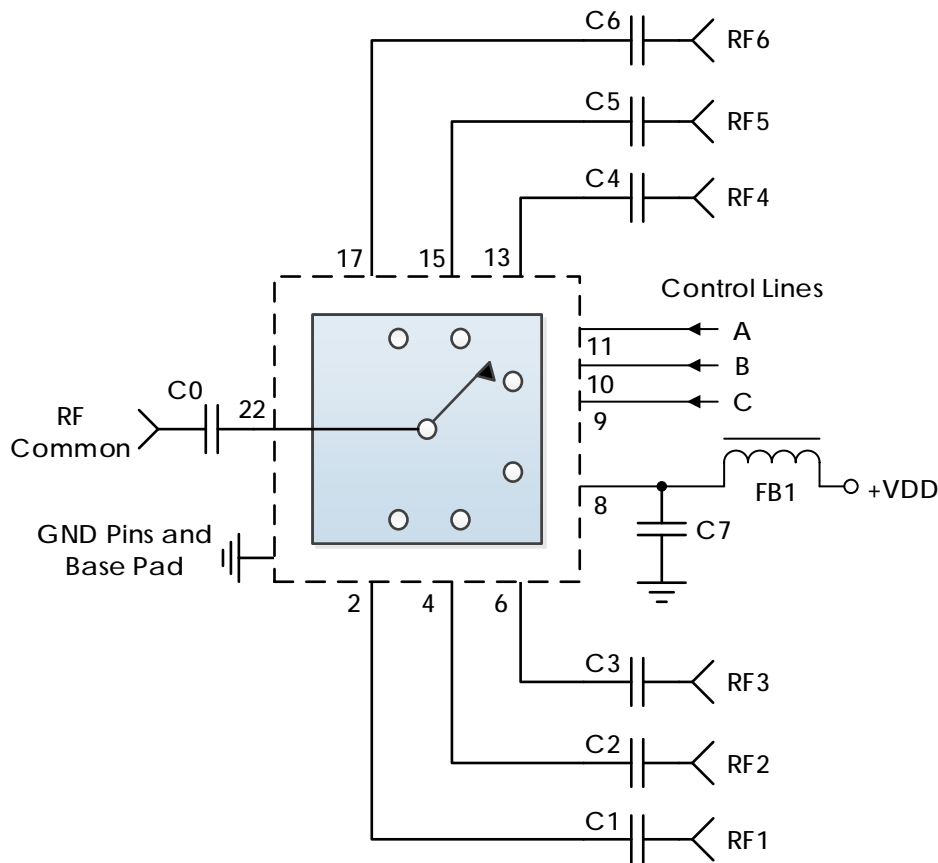 C6
RF6
C5
RF5
C4
RF4
17
15
13
Control Lines
A
11
B
10
C
9
C0
22
RF
Common
8
FB1
+VDD
C7
GND Pins and
Base Pad
2
4
6
C3
RF3
C2
RF2
C1
RF1